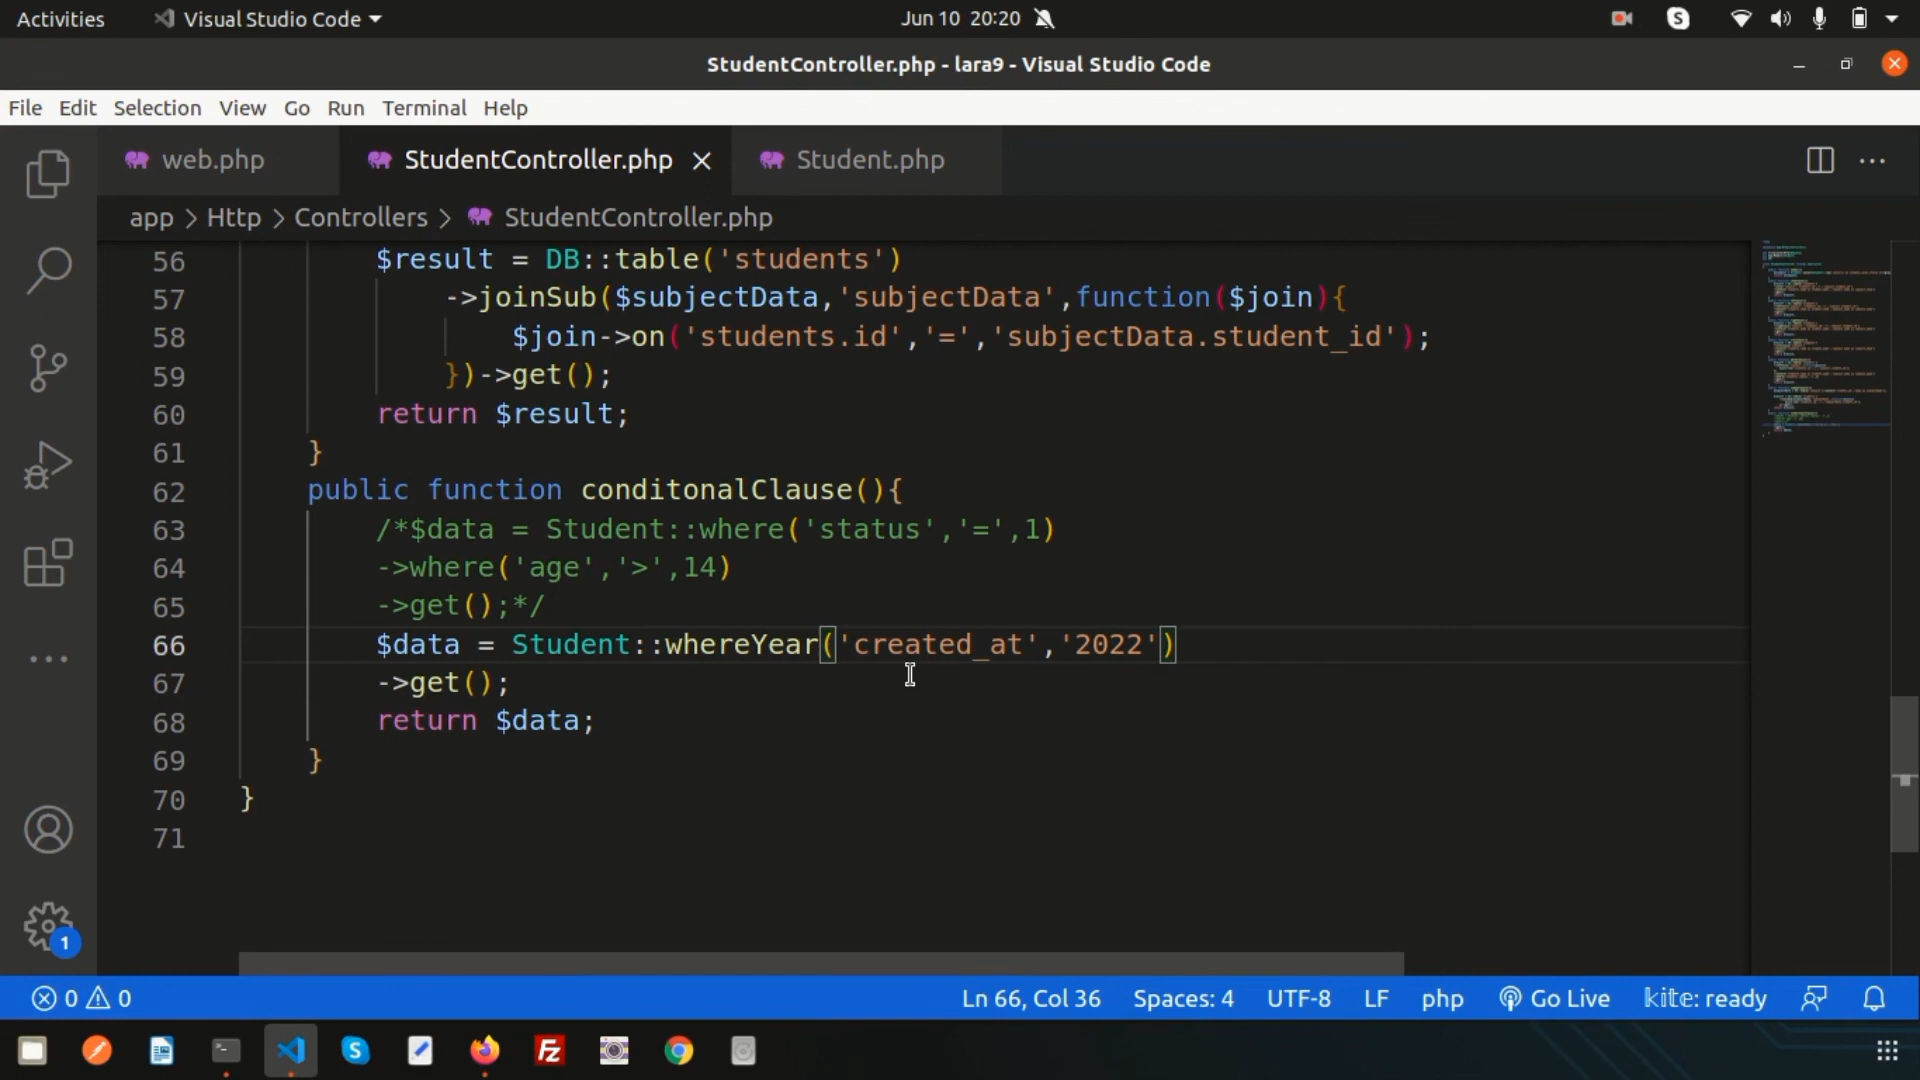 Activities Visual Studio Code Jun 10 20:20
StudentController.php - lara9 - Visual Studio Code
File Edit Selection View Go Run Terminal Help
web.php StudentController.php Student.php
app > Http > Controllers > StudentController.php
56 $result = DB::table('students')
57 ->joinSub($subjectData,'subjectData',function($join){
58 $join->on('students.id','=','subjectData.student_id');
59 })->get();
60 return $result;
61 }
62 public function conditonalClause(){
63 /*$data = Student::where('status','=',1)
64 ->where('age','>',14)
65 ->get();*/
66 $data = Student::whereYear('created_at','2022')
67 ->get();
68 return $data;
69 }
70 }
71
1
0 0 Ln 66, Col 36 Spaces: 4 UTF-8 LF php Go Live kite: ready